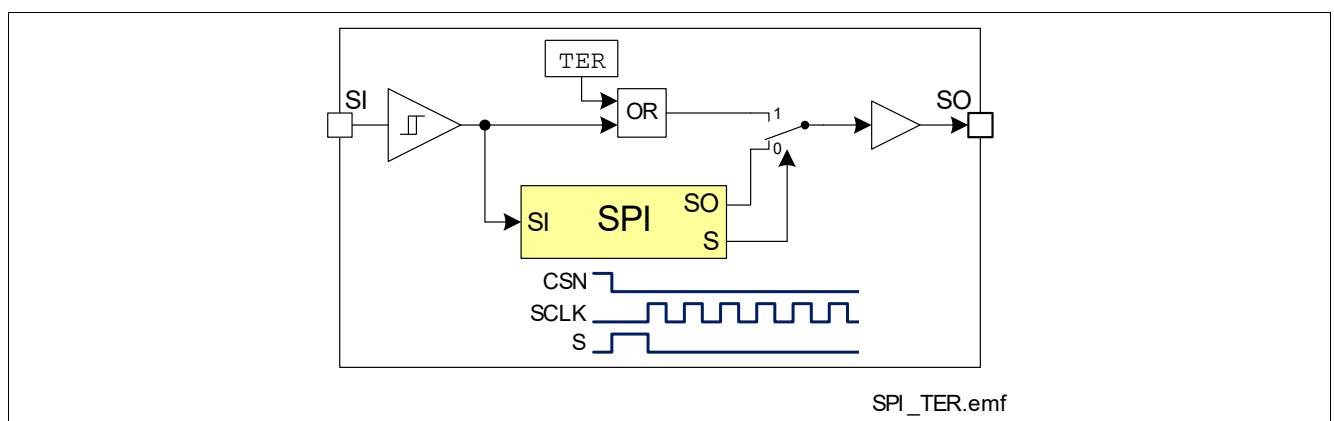 TER
SI
SO
OR
1
0
SO
SI
SPI
S
CSN
SCLK
S
SPI_TER.emf